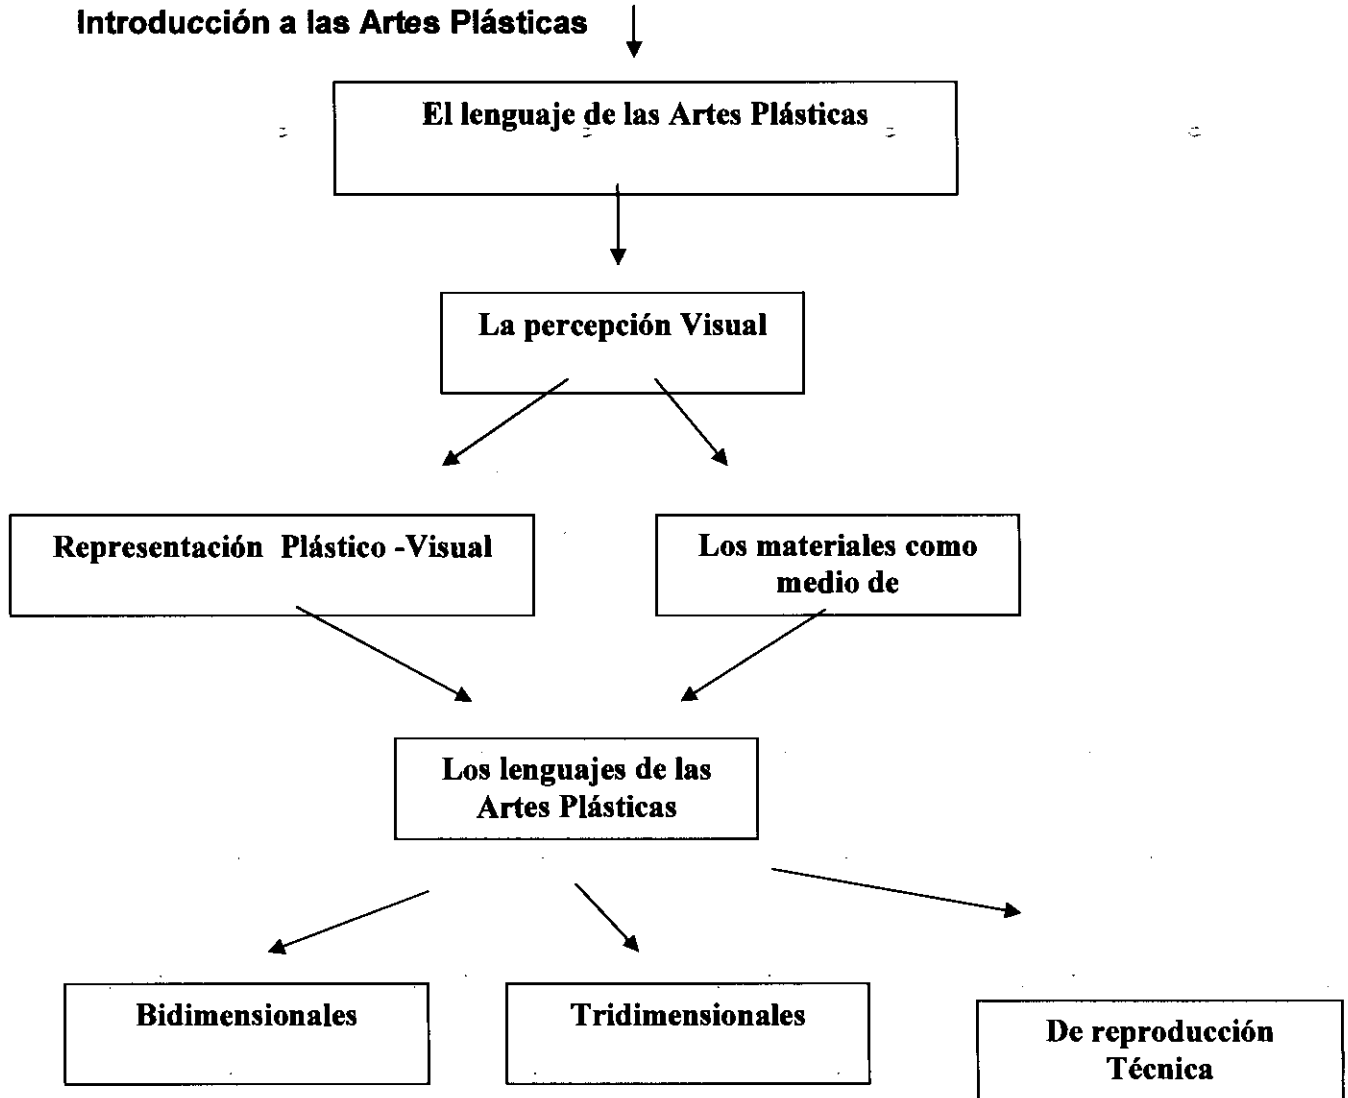 Introducción a las Artes Plásticas
El lenguaje de las Artes Plásticas
La percepción Visual
Representación Plástico -Visual
Los materiales como
medio de
Los lenguajes de las
Artes Plásticas
Bidimensionales
Tridimensionales
De reproducción
Técnica